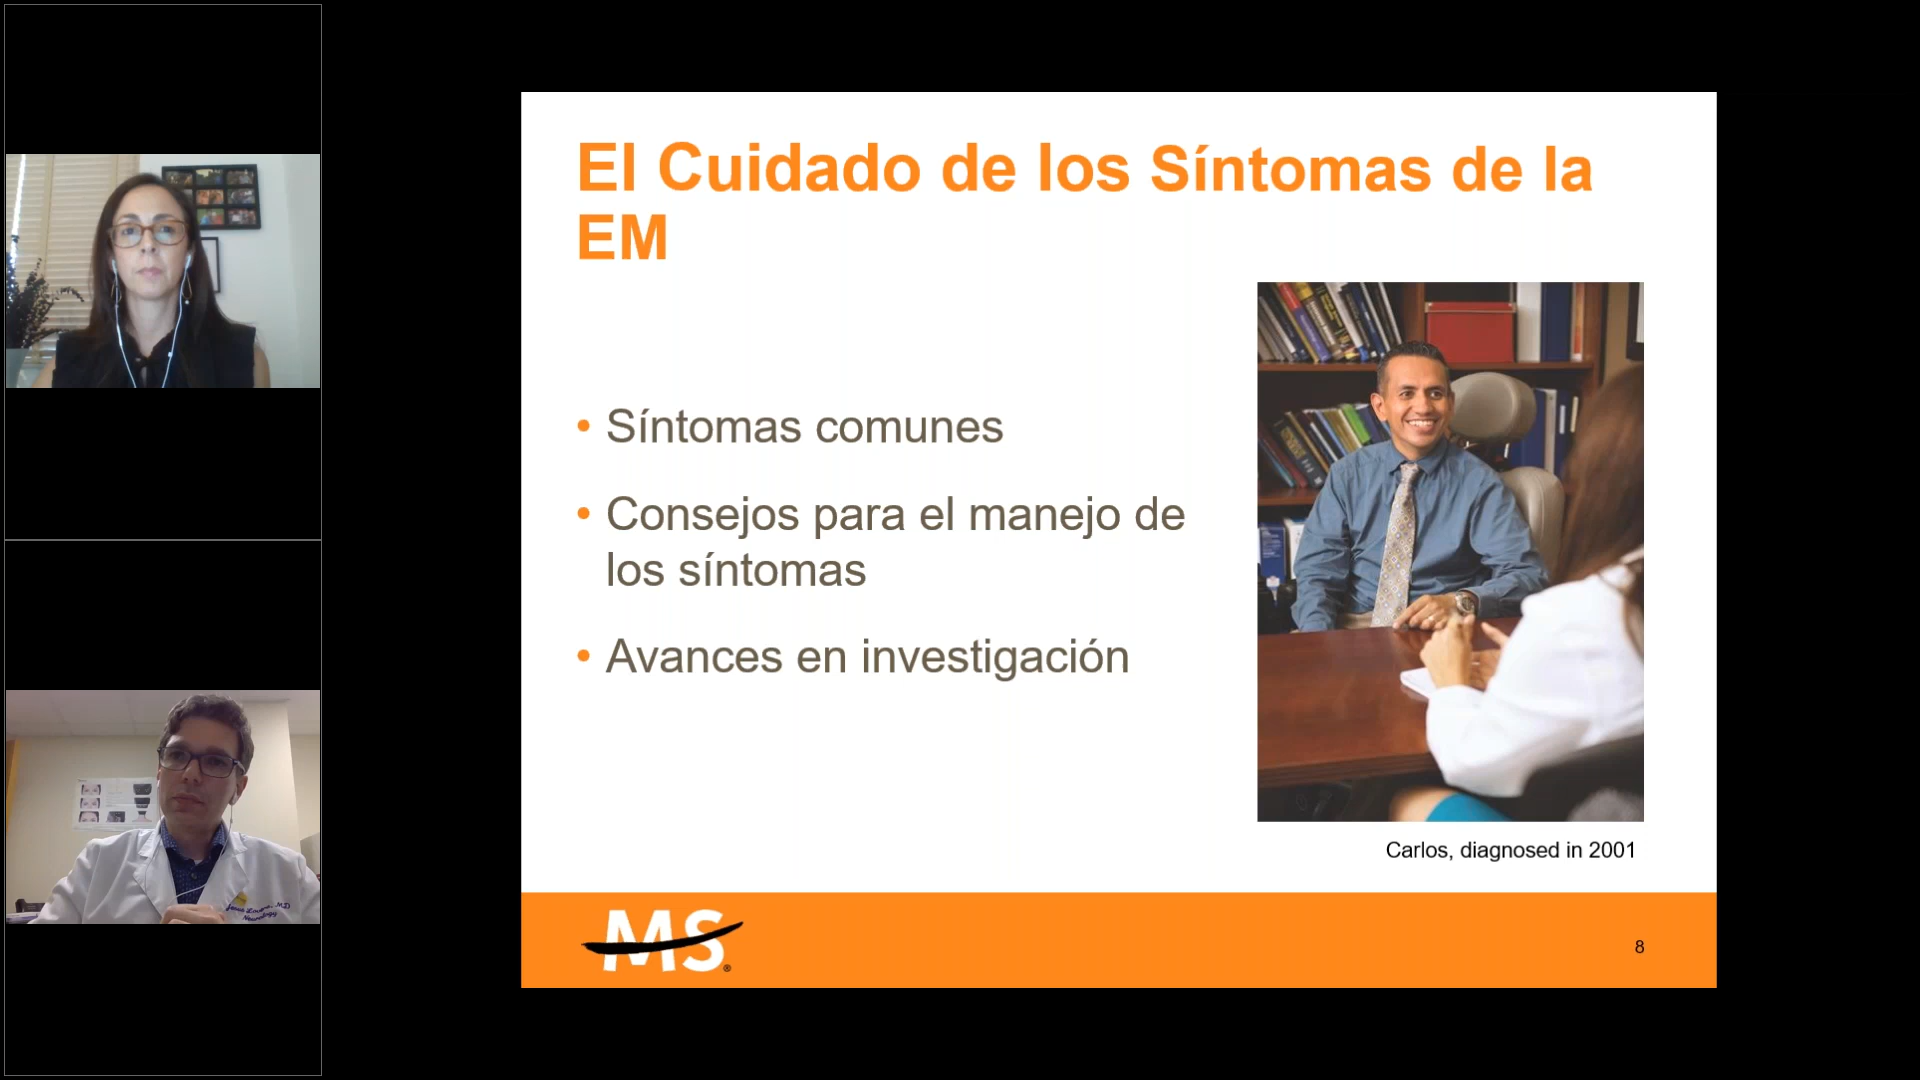 El Cuidado de los Síntomas de la
EM
• Síntomas comunes
• Consejos para el manejo de
los síntomas
• Avances en investigación
Carlos, diagnosed in 2001
MS®
8
Neurology